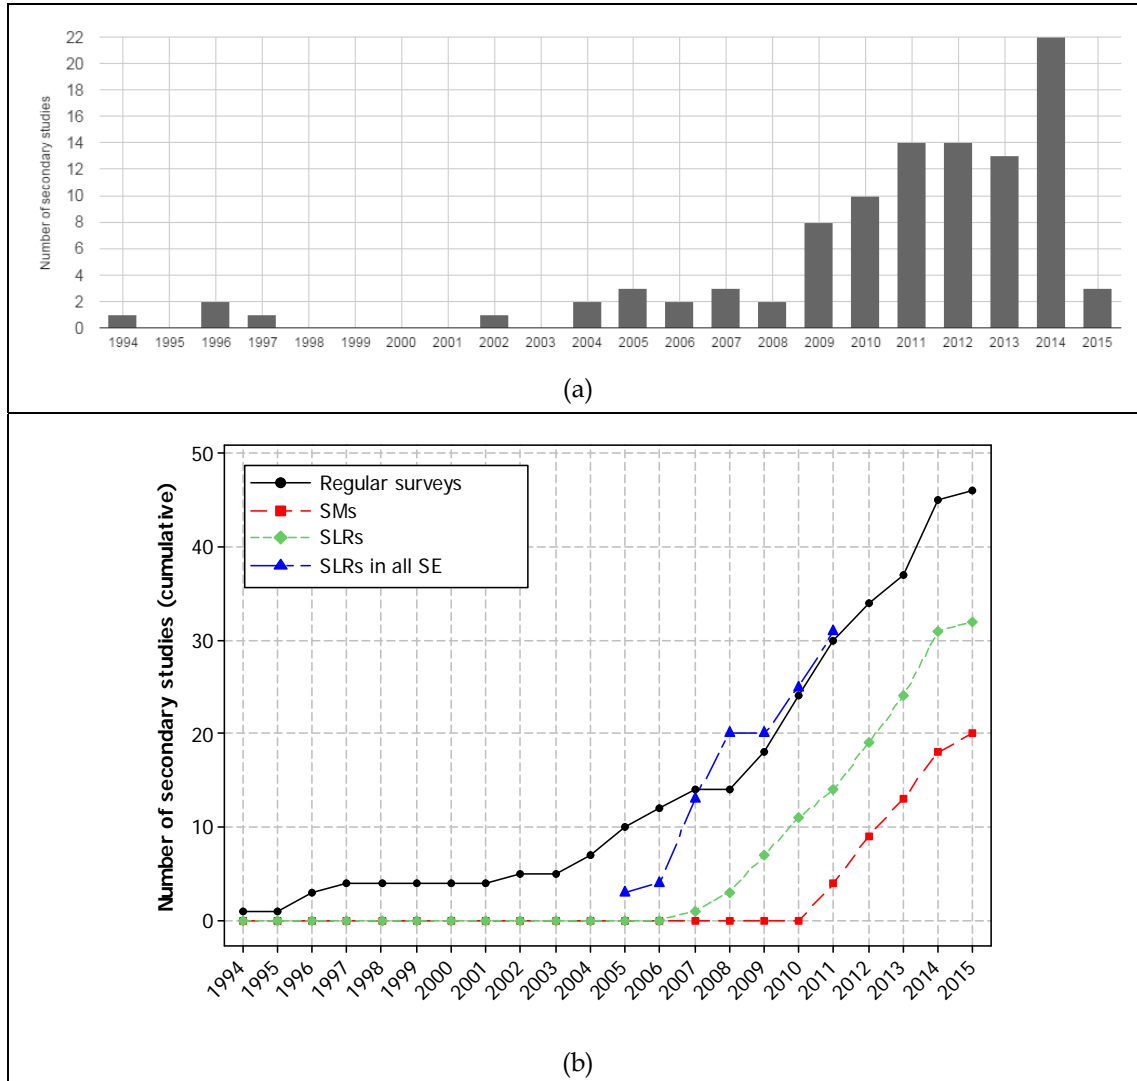 22
20
18
16
14
12
10
8
6
4
2
0
Number of secondary studies
1994 1995 1996 1997 1998 1999 2000 2001 2002 2003 2004 2005 2006 2007 2008 2009 2010 2011 2012 2013 2014 2015
(a)
50
40
30
20
10
0
Number of secondary studies (cumulative)
Regular surveys
SMs
SLRs
SLRs in all SE
1994 1995 1996 1997 1998 1999 2000 2001 2002 2003 2004 2005 2006 2007 2008 2009 2010 2011 2012 2013 2014 2015
(b)